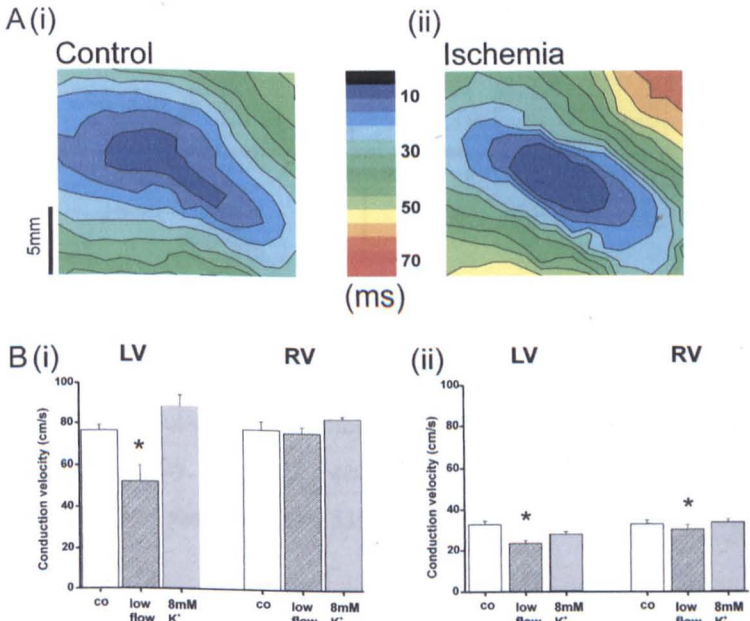 A (i)
Control
(ii)
Ischemia
10
30
50
70
(ms)
5mm
B (i)
LV
RV
100
80
60
40
20
0
Conduction velocity (cm/s)
*
co
low
flow
8mM
K⁺
co
low
flow
8mM
K⁺
(ii)
LV
RV
100
80
60
40
20
0
Conduction velocity (cm/s)
*
*
co
low
flow
8mM
K⁺
co
low
flow
8mM
K⁺